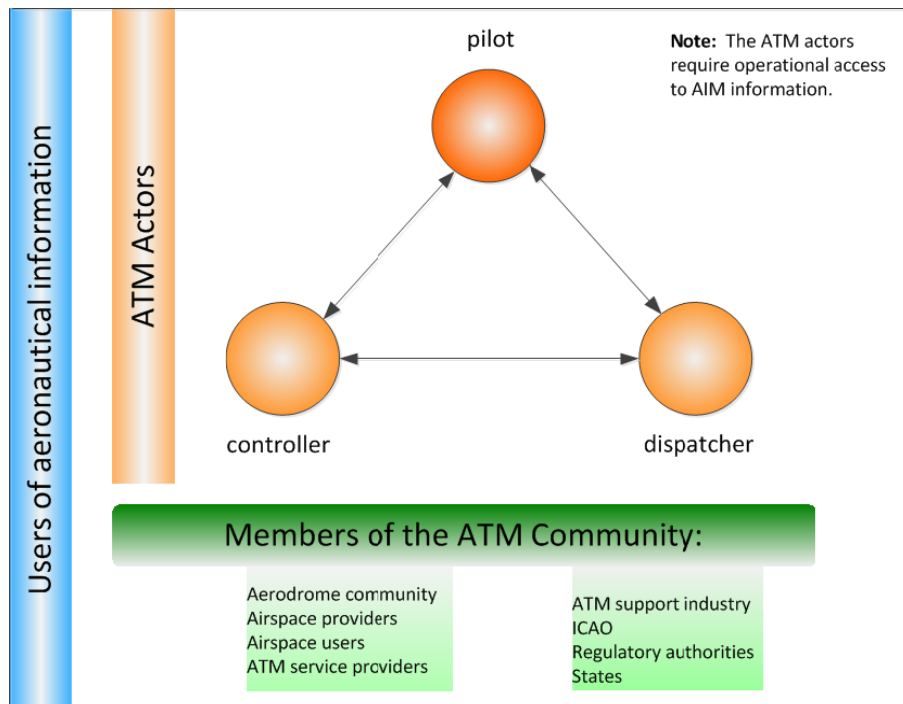 Users of aeronautical information
ATM Actors
pilot
Note: The ATM actors
require operational access
to AIM information.
controller
dispatcher
Members of the ATM Community:
Aerodrome community
Airspace providers
Airspace users
ATM service providers
ATM support industry
ICAO
Regulatory authorities
States